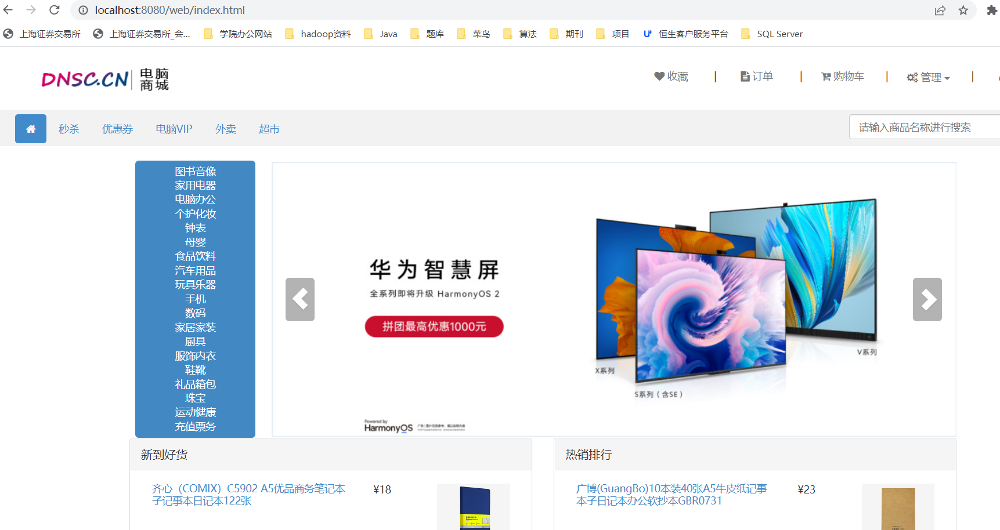 localhost:8080/web/index.html
上海证券交易所 上海证券交易所_会... 学院办公网站 hadoop资料 Java 题库 菜鸟 算法 期刊 项目 恒生客户服务平台 SQL Server
DNSC.CN 电脑
商城
收藏 | 订单 | 购物车 | 管理 |
秒杀 优惠券 电脑VIP 外卖 超市 请输入商品名称进行搜索
图书音像
家用电器
电脑办公
个护化妆
钟表
母婴
食品饮料
汽车用品
玩具乐器
手机
数码
家居家装
厨具
服饰内衣
鞋靴
礼品箱包
珠宝
运动健康
充值票务
华为智慧屏
全系列即将升级 HarmonyOS 2
拼团最高优惠1000元
V系列
X系列
S系列（含SE）
Powered by
HarmonyOS
新到好货
齐心（COMIX）C5902 A5优品商务笔记本 ¥18
子记事本日记本122张
热销排行
广博(GuangBo)10本装40张A5牛皮纸记事 ¥23
本子日记本办公软抄本GBR0731